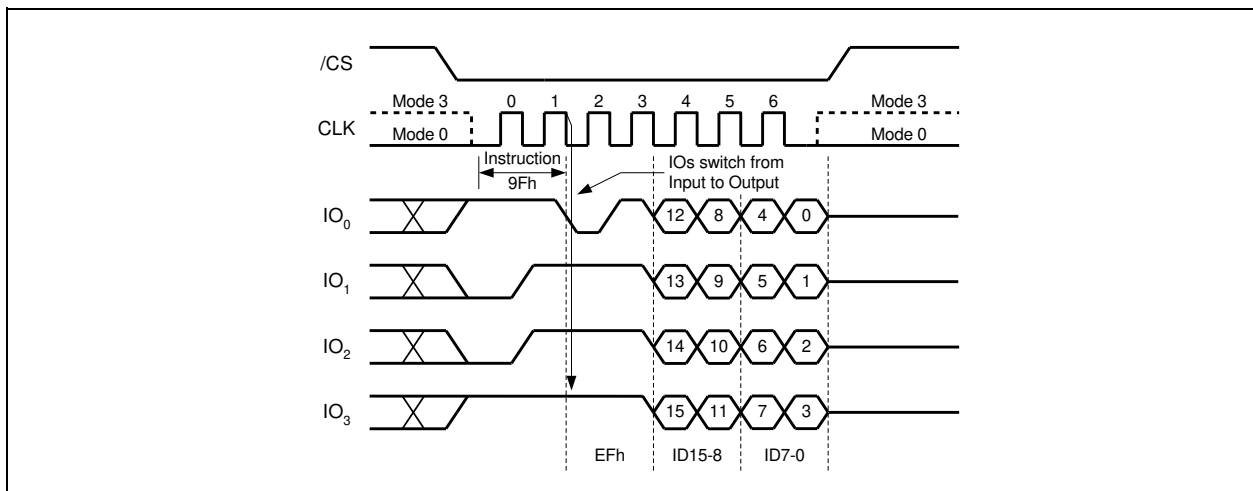 /CS
Mode 3 0 1 2 3 4 5 6 Mode 3
CLK Mode 0 Mode 0
Instruction
9Fh
IOs switch from
Input to Output
IO0 12 8 4 0
IO1 13 9 5 1
IO2 14 10 6 2
IO3 15 11 7 3
EFh ID15-8 ID7-0